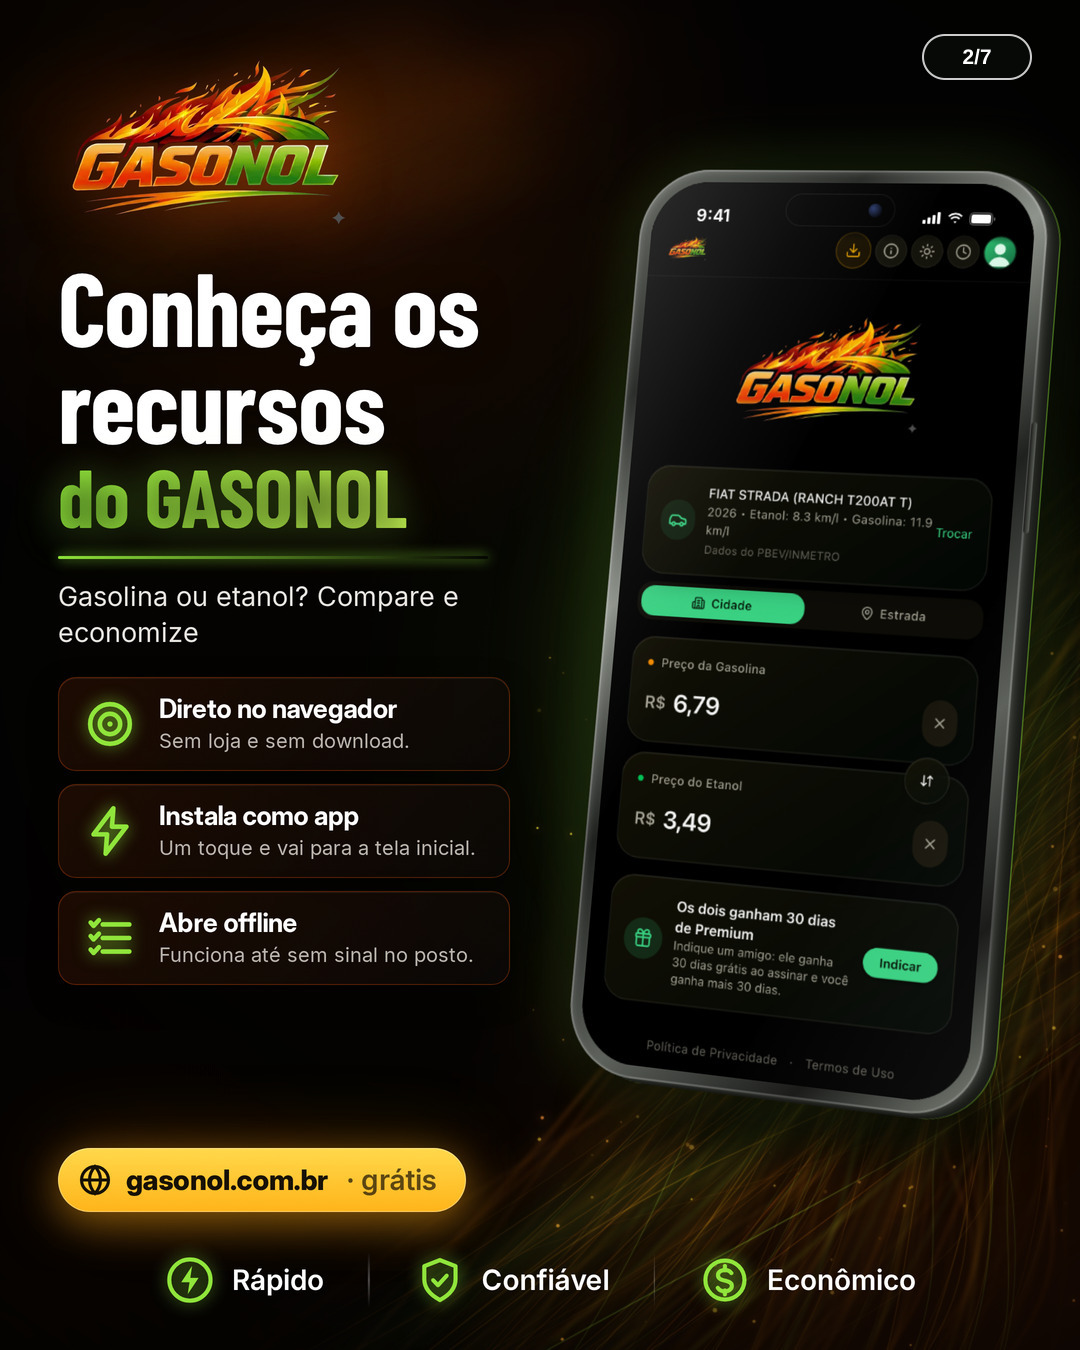 2/7
GASONOL
Conheça os
recursos
do GASONOL
Gasolina ou etanol? Compare e
economize
Direto no navegador
Sem loja e sem download.
Instala como app
Um toque e vai para a tela inicial.
Abre offline
Funciona até sem sinal no posto.
9:41
GASONOL
GASONOL
FIAT STRADA (RANCH T200AT T)
2026 • Etanol: 8.3 km/l • Gasolina: 11.9
km/l
Trocar
Dados do PBEV/INMETRO
Cidade
Estrada
Preço da Gasolina
R$ 6,79
Preço do Etanol
R$ 3,49
Os dois ganham 30 dias
de Premium
Indique um amigo: ele ganha
30 dias grátis ao assinar e você
ganha mais 30 dias.
Indicar
Política de Privacidade · Termos de Uso
gasonol.com.br · grátis
Rápido
Confiável
Econômico